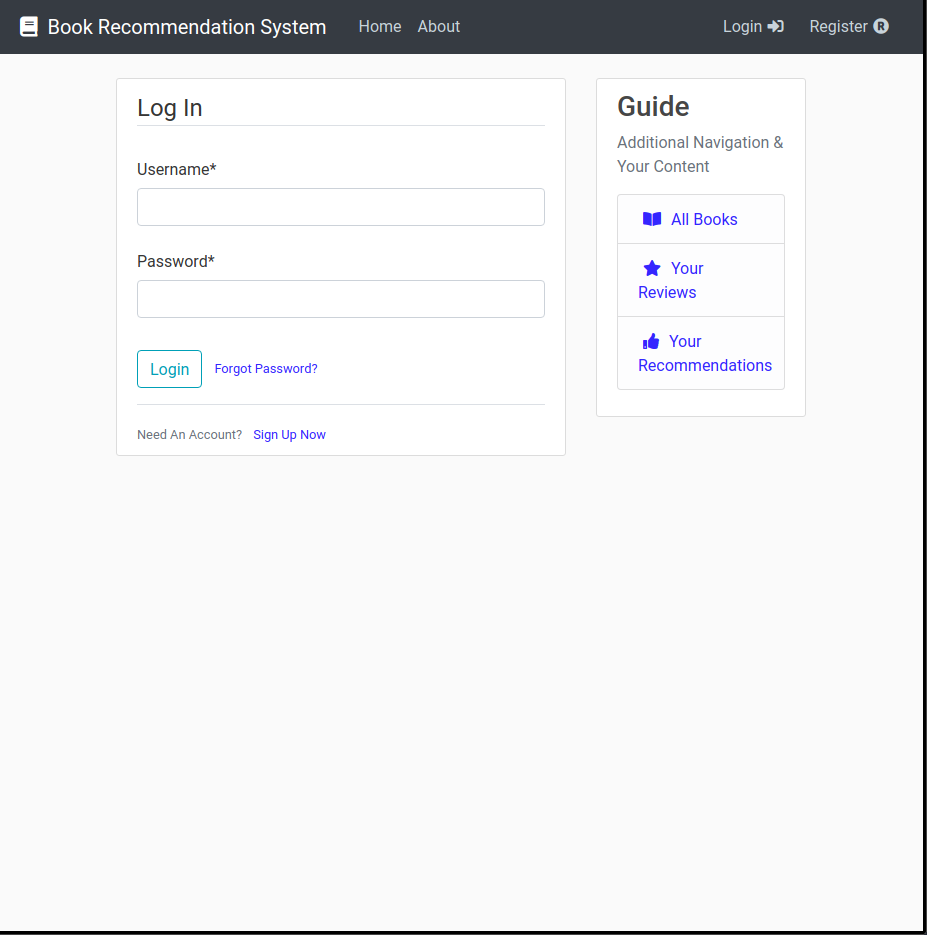 Book Recommendation System
Home
About
Login
Register R
Log In
Username*
Password*
Login
Forgot Password?
Need An Account?
Sign Up Now
Guide
Additional Navigation &
Your Content
All Books
Your
Reviews
Your
Recommendations